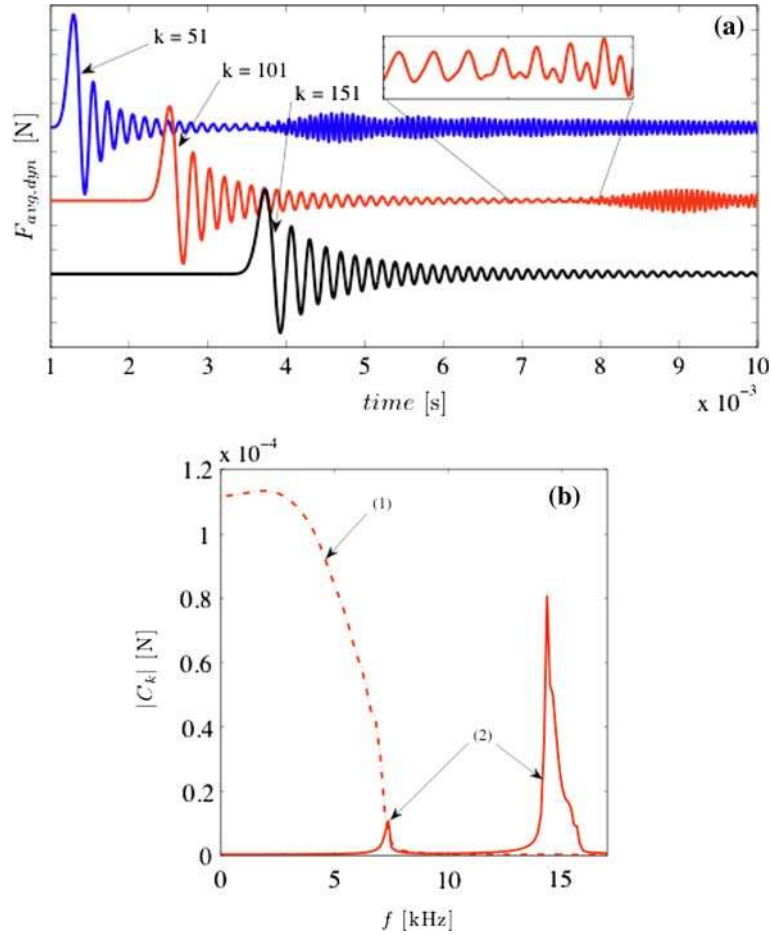 (a)
k = 51
k = 101
k = 151
F_{avg.dyn} [N]
1 2 3 4 5 6 7 8 9 10
time [s]
x 10^{-3}
x 10^{-4}
1.2
(b)
(1)
1
0.8
|C_k| [N]
0.6
0.4
(2)
0.2
0
0 5 10 15
f [kHz]